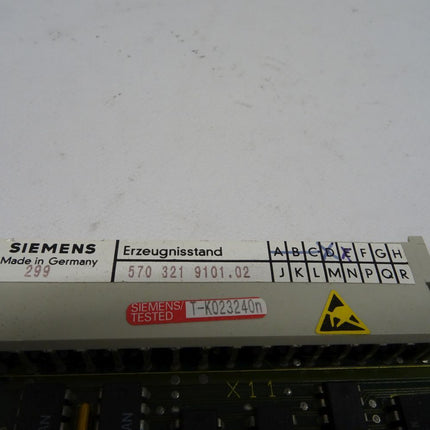 SIEMENS
Made in Germany
299
Erzeugnisstand
570 321 9101.02
A B C D E F G H
J K L M N P Q R
SIEMENS/
TESTED
T-K023240n
X11